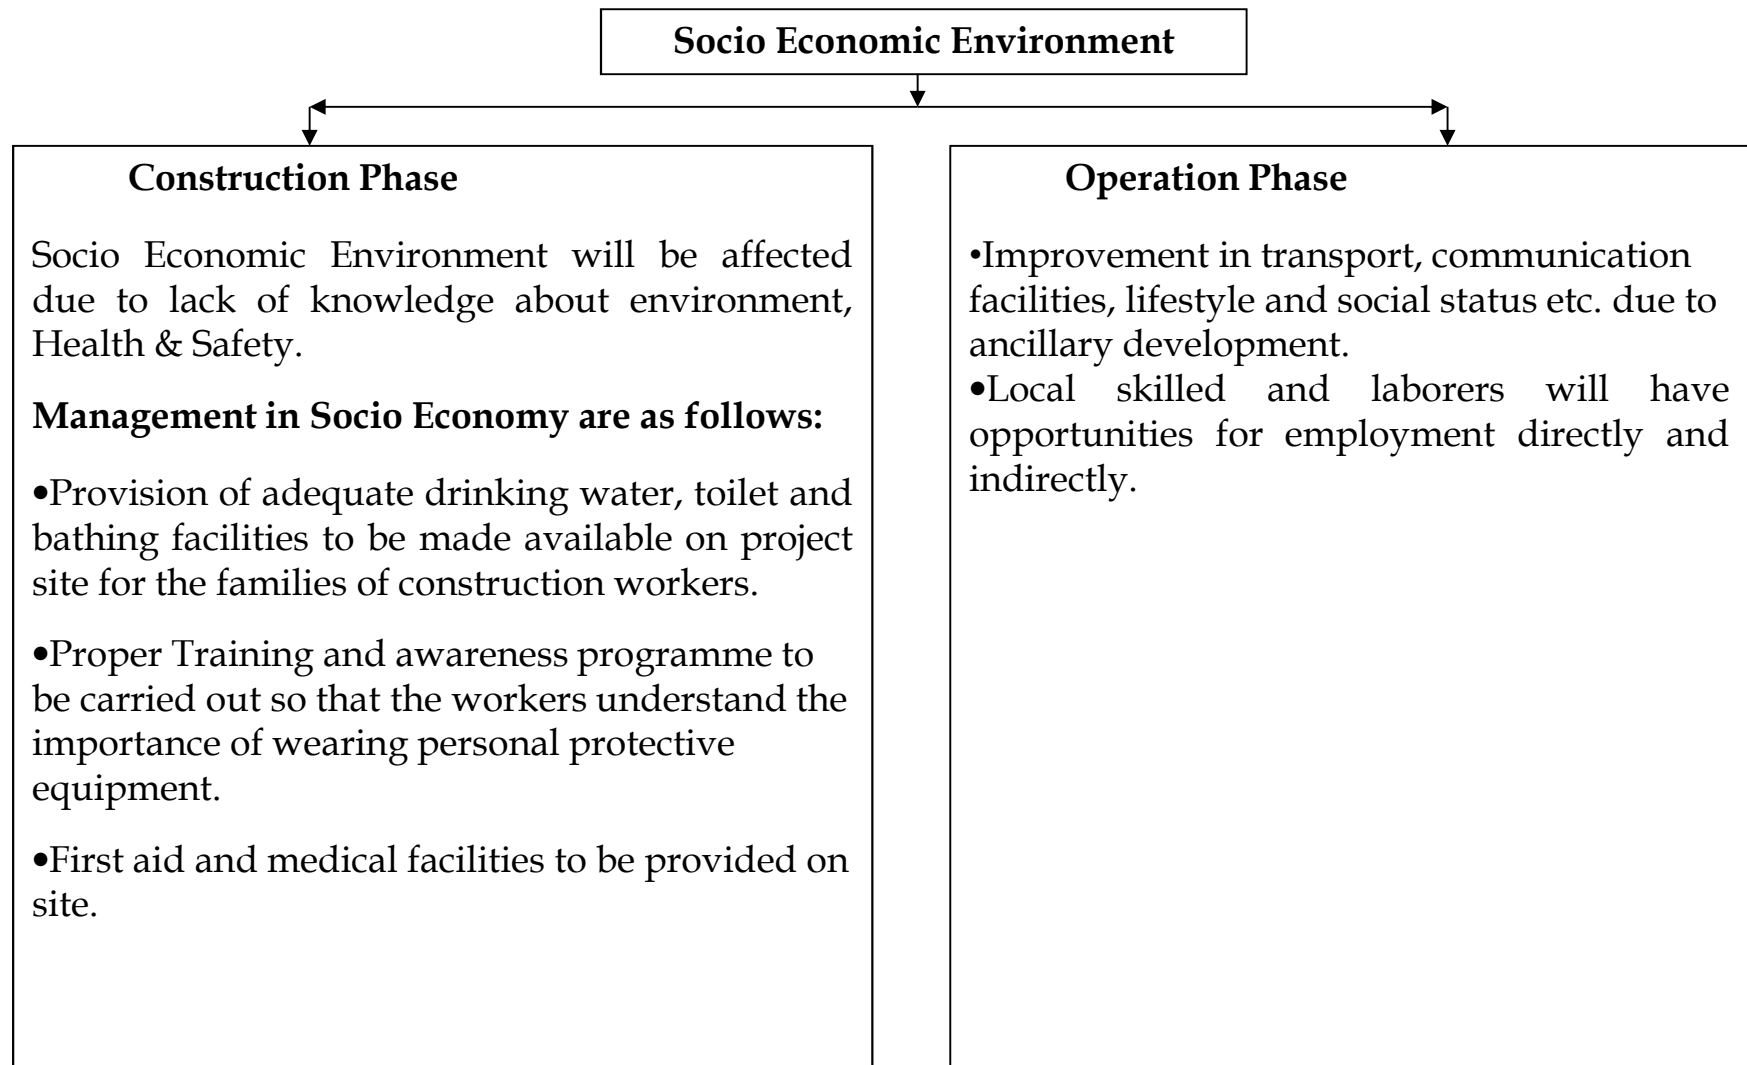 Socio Economic Environment
Construction Phase
Socio Economic Environment will be affected
due to lack of knowledge about environment,
Health & Safety.
Management in Socio Economy are as follows:
•Provision of adequate drinking water, toilet and
bathing facilities to be made available on project
site for the families of construction workers.
•Proper Training and awareness programme to
be carried out so that the workers understand the
importance of wearing personal protective
equipment.
•First aid and medical facilities to be provided on
site.
Operation Phase
•Improvement in transport, communication
facilities, lifestyle and social status etc. due to
ancillary development.
•Local skilled and laborers will have
opportunities for employment directly and
indirectly.